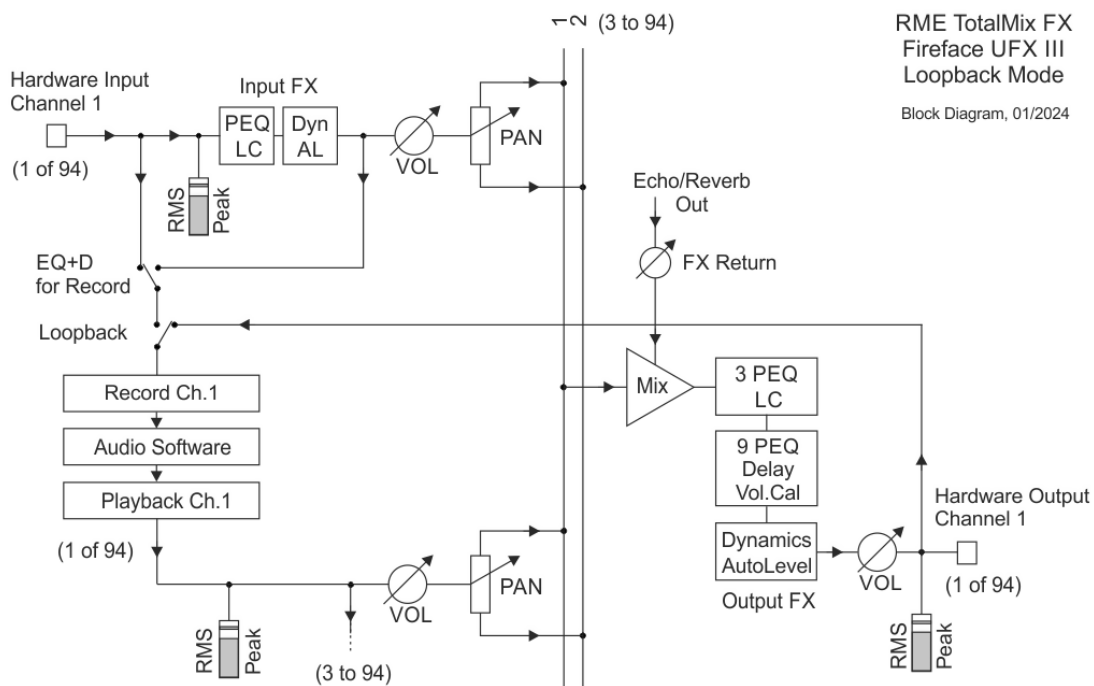 1
2
(3 to 94)
RME TotalMix FX
Fireface UFX III
Loopback Mode
Block Diagram, 01/2024
Hardware Input
Channel 1
(1 of 94)
Input FX
PEQ
LC
Dyn
AL
VOL
PAN
RMS
Peak
EQ+D
for Record
Loopback
Echo/Reverb
Out
FX Return
Mix
3 PEQ
LC
9 PEQ
Delay
Vol.Cal
Dynamics
AutoLevel
Output FX
VOL
Hardware Output
Channel 1
(1 of 94)
RMS
Peak
Record Ch.1
Audio Software
Playback Ch.1
(1 of 94)
RMS
Peak
(3 to 94)
VOL
PAN